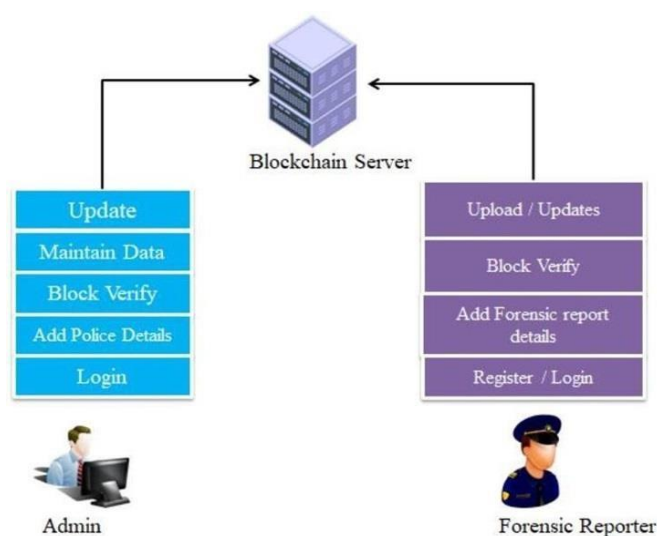 Blockchain Server
Update
Maintain Data
Block Verify
Add Police Details
Login
Admin
Upload / Updates
Block Verify
Add Forensic report
details
Register / Login
Forensic Reporter